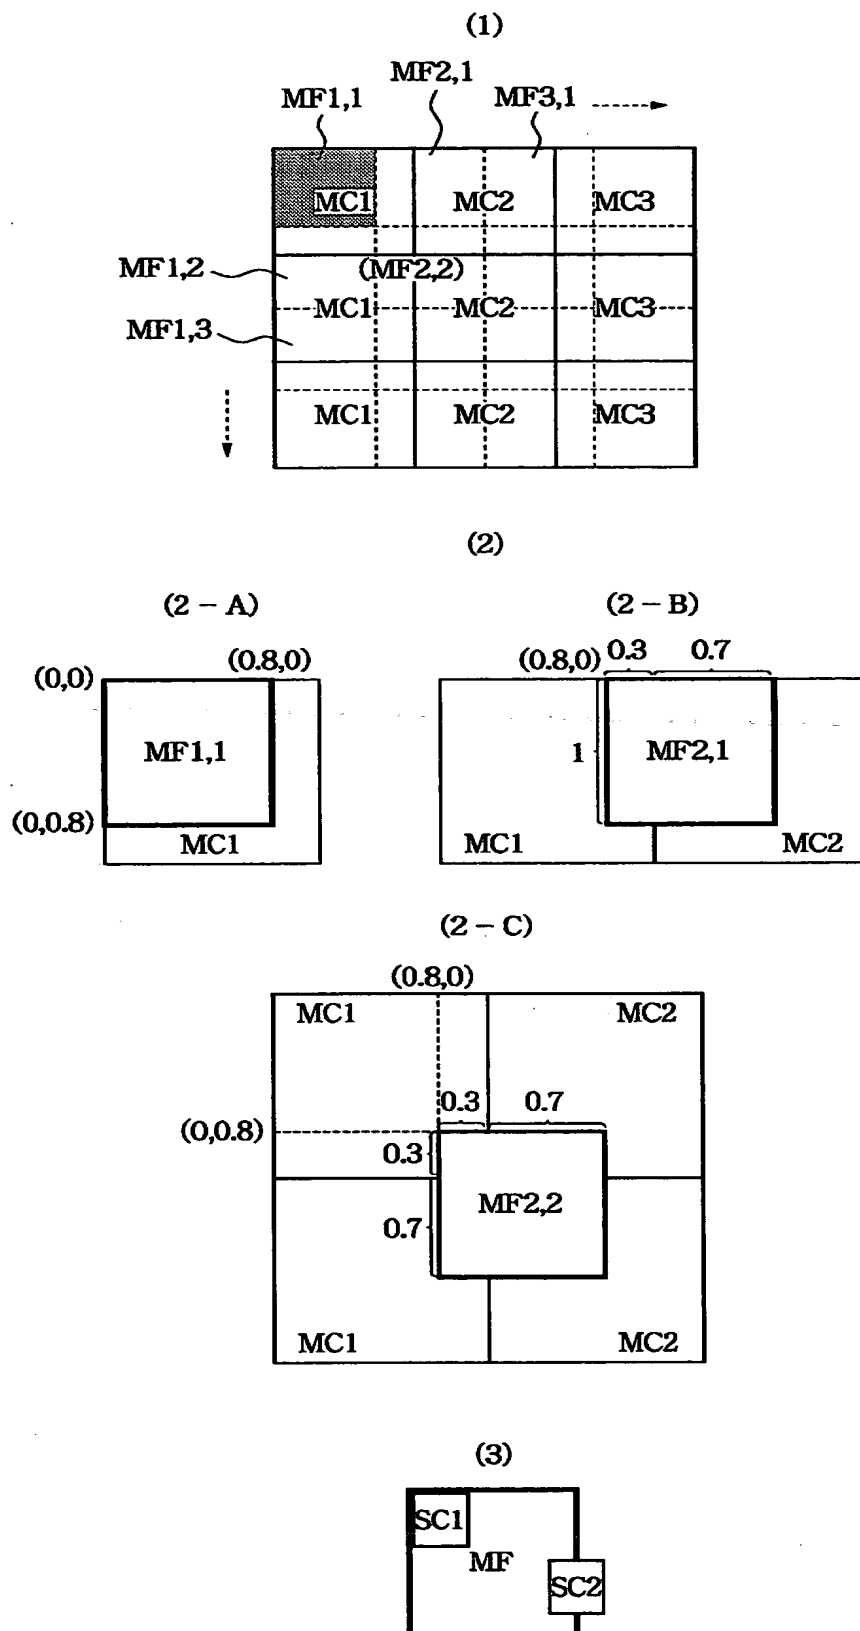 (1)
MF2,1
MF1,1 MF3,1
MC1 MC2 MC3
MF1,2 (MF2,2)
MC1 MC2 MC3
MF1,3
MC1 MC2 MC3
(2)
(2 – A) (2 – B)
(0,0) (0.8,0) (0.8,0) 0.3 0.7
MF1,1 1 MF2,1
(0,0.8)
MC1 MC1 MC2
(2 – C)
(0.8,0)
MC1 MC2
0.3 0.7
(0,0.8)
0.3
MF2,2
0.7
MC1 MC2
(3)
SC1
MF
SC2